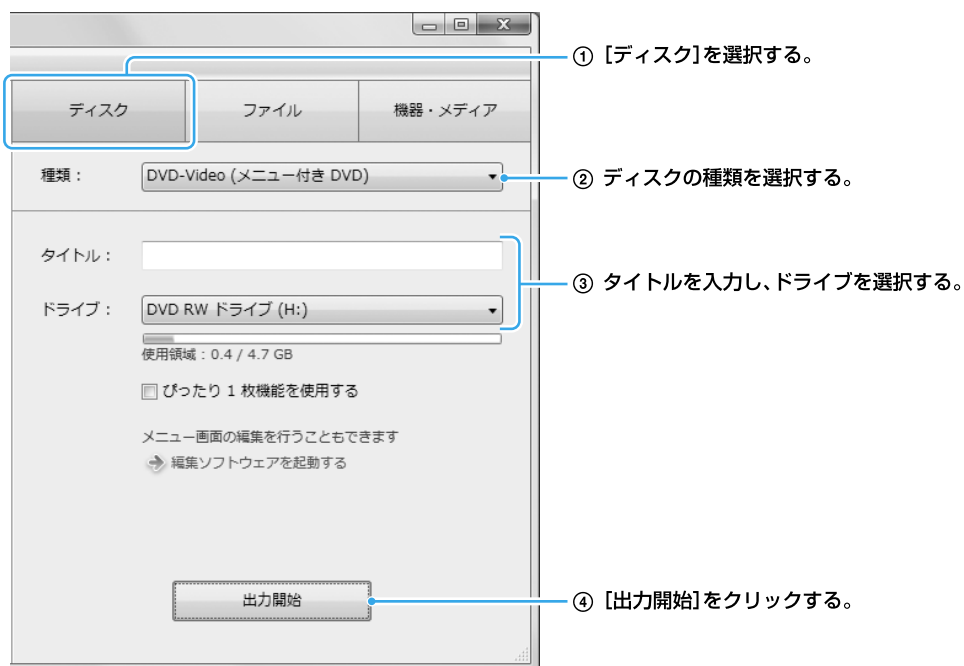 ① [ディスク]を選択する。
ディスク
ファイル
機器・メディア
種類：
DVD-Video (メニュー付き DVD)
② ディスクの種類を選択する。
タイトル：
③ タイトルを入力し、ドライブを選択する。
ドライブ：
DVD RW ドライブ (H:)
使用領域：0.4 / 4.7 GB
ぴったり 1 枚機能を使用する
メニュー画面の編集を行うこともできます
編集ソフトウェアを起動する
出力開始
④ [出力開始]をクリックする。